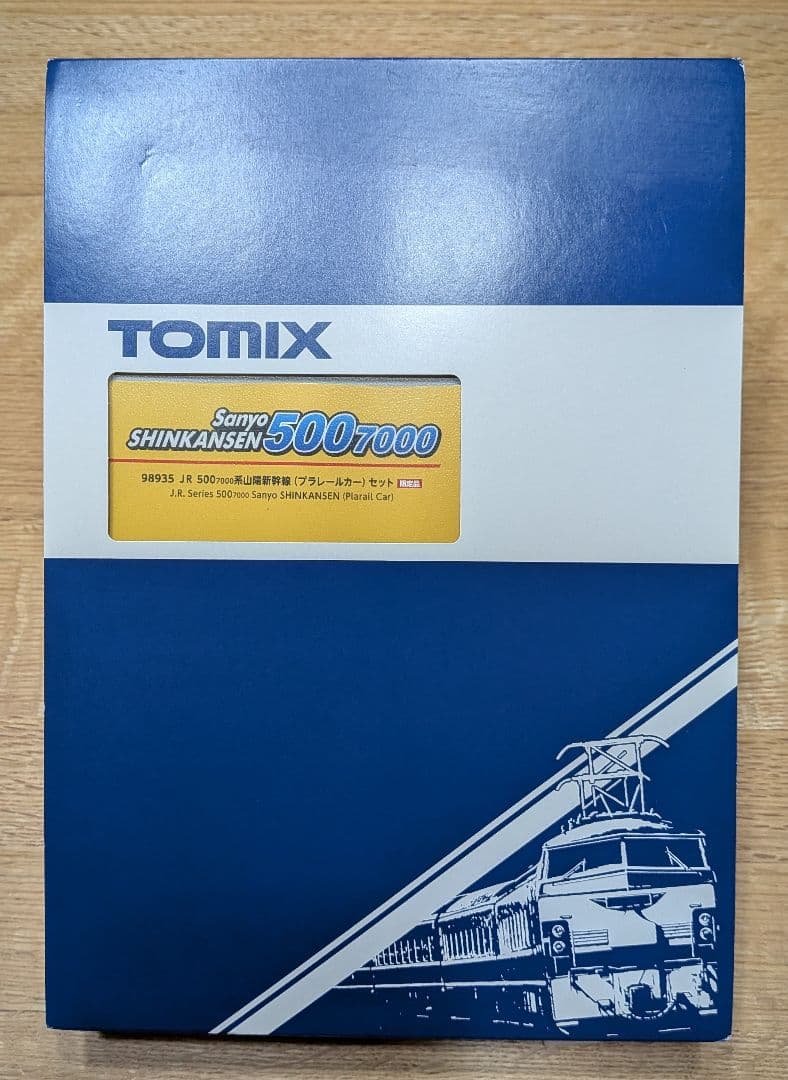 TOMIX
Sanyo
SHINKANSEN 5007000
98935 JR 5007000系山陽新幹線 (プラレールカー) セット 限定品
J.R. Series 5007000 Sanyo SHINKANSEN (Plarail Car)